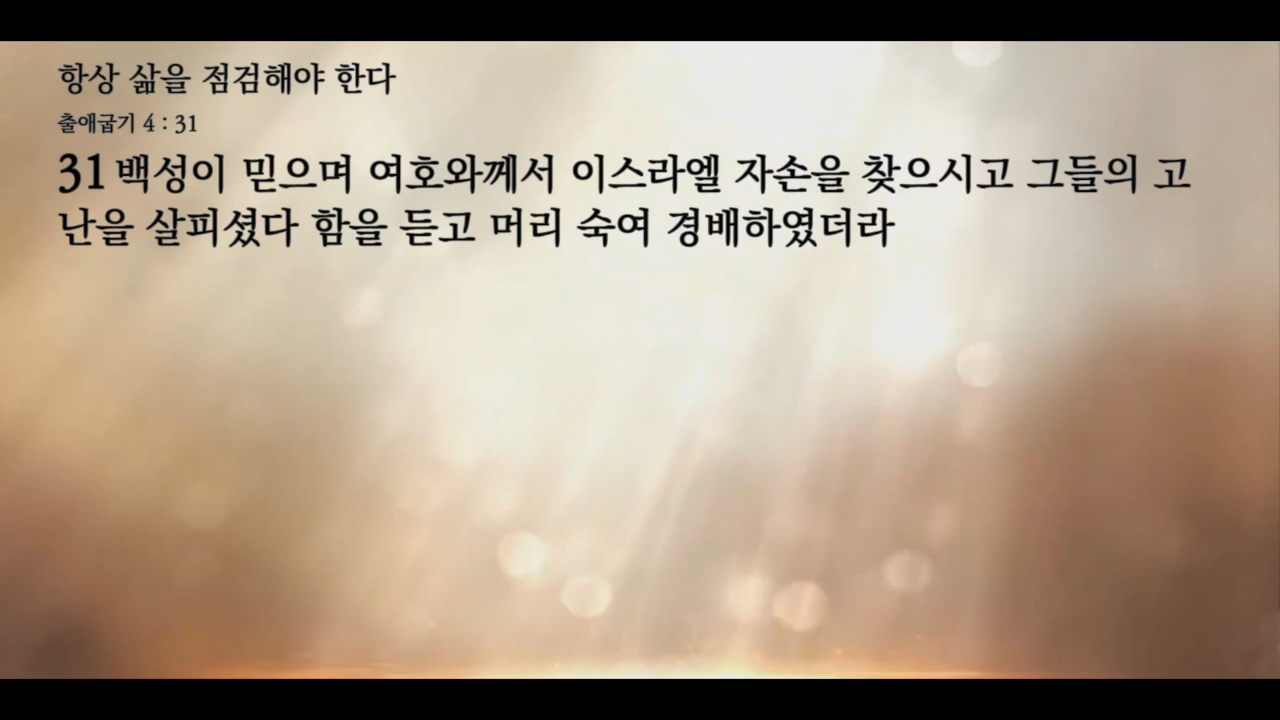 항상 삶을 점검해야 한다
출애굽기 4 : 31
31 백성이 믿으며 여호와께서 이스라엘 자손을 찾으시고 그들의 고
난을 살피셨다 함을 듣고 머리 숙여 경배하였더라